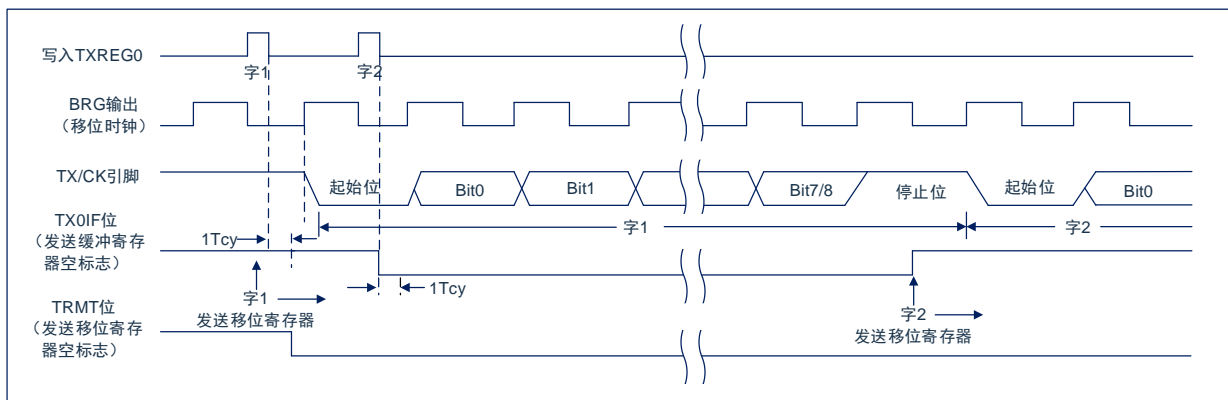 写入TXREG0
字1
字2
BRG输出
（移位时钟）
TX/CK引脚
起始位
Bit0
Bit1
Bit7/8
停止位
起始位
Bit0
TX0IF位
（发送缓冲寄存
器空标志）
1Tcy
字1
字2
1Tcy
字1
发送移位寄存器
字2
发送移位寄存器
TRMT位
（发送移位寄存
器空标志）